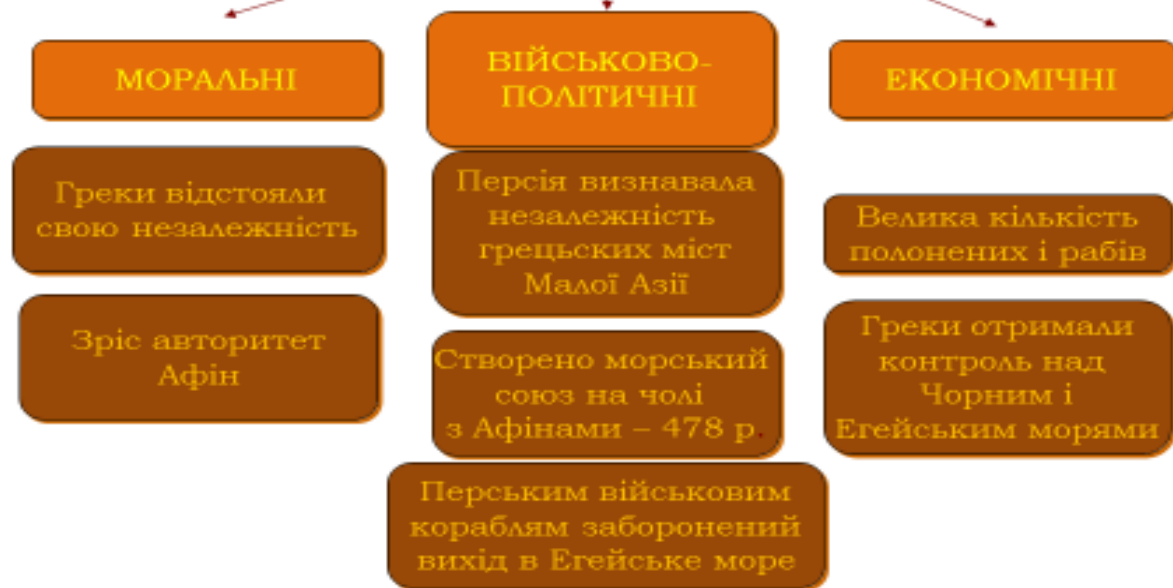 МОРАЛЬНІ
Греки відстояли
свою незалежність
Зріс авторитет
Афін
ВІЙСЬКОВО-
ПОЛІТИЧНІ
Персія визнавала
незалежність
грецьских міст
Малої Азії
Створено морський
союз на чолі
з Афінами – 478 р.
Перським військовим
кораблям заборонений
вихід в Егейське море
ЕКОНОМІЧНІ
Велика кількість
полонених і рабів
Греки отримали
контроль над
Чорним і
Егейським морями